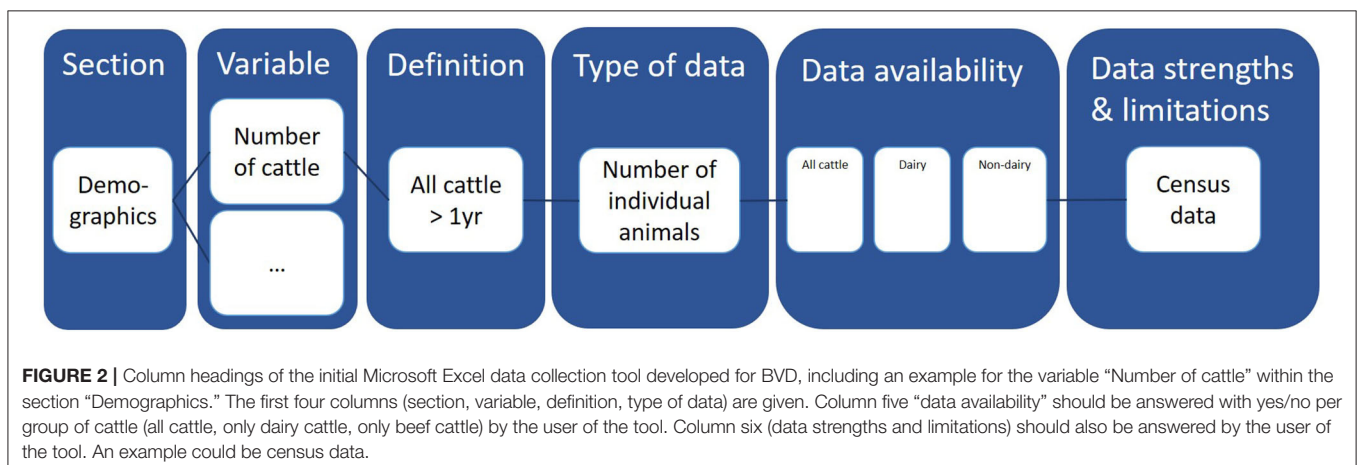 Section
Variable
Definition
Type of data
Data availability
Data strengths
& limitations
Demo-
graphics
Number
of cattle
...
All cattle
> 1yr
Number of
individual
animals
All cattle
Dairy
Non-dairy
Census
data
FIGURE 2 | Column headings of the initial Microsoft Excel data collection tool developed for BVD, including an example for the variable “Number of cattle” within the
section “Demographics.” The first four columns (section, variable, definition, type of data) are given. Column five “data availability” should be answered with yes/no per
group of cattle (all cattle, only dairy cattle, only beef cattle) by the user of the tool. Column six (data strengths and limitations) should also be answered by the user of
the tool. An example could be census data.